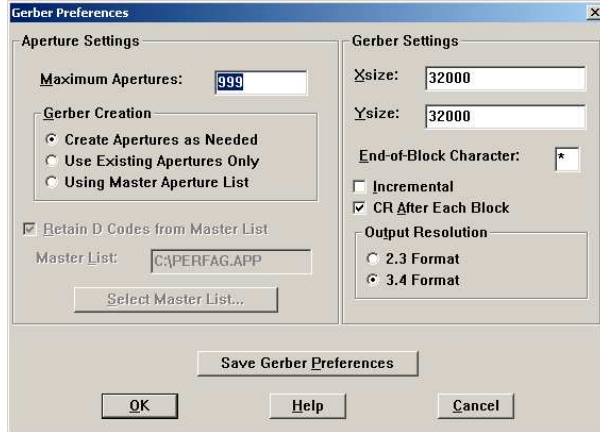 Gerber Preferences
Aperture Settings
Maximum Apertures: 999
Gerber Creation
Create Apertures as Needed
Use Existing Apertures Only
Using Master Aperture List
Retain D Codes from Master List
Master List: C:\PERFAG.APP
Select Master List...
Gerber Settings
Xsize: 32000
Ysize: 32000
End-of-Block Character: *
Incremental
CR After Each Block
Output Resolution
2.3 Format
3.4 Format
Save Gerber Preferences
OK Help Cancel